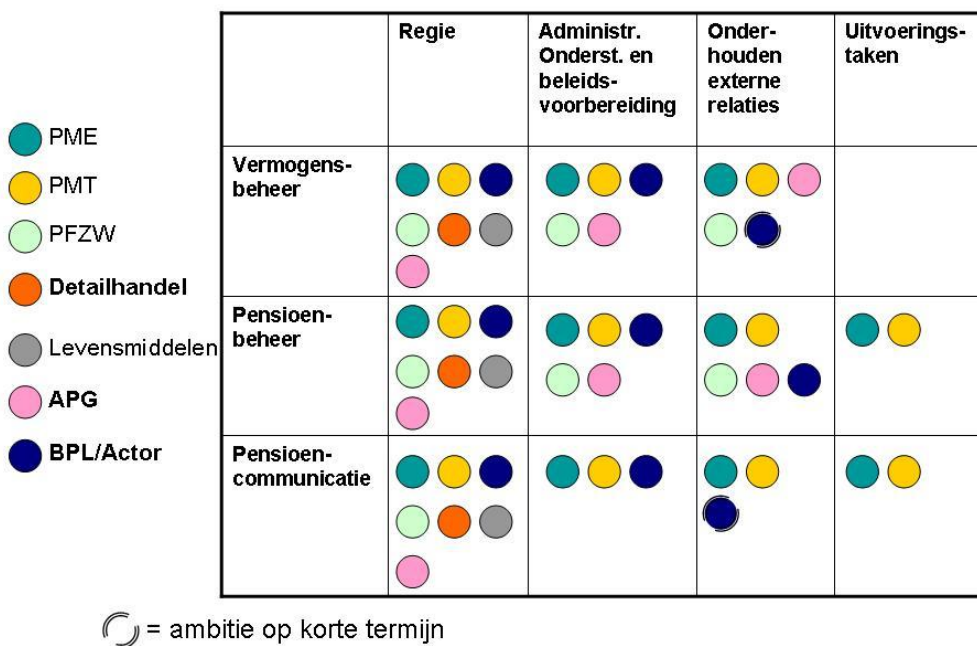 Regie
Administr.
Onderst. en
beleids-
voorbereiding
Onder-
houden
externe
relaties
Uitvoerings-
taken
PME
PMT
PFZW
Detailhandel
Levensmiddelen
APG
BPL/Actor
Vermogens-
beheer
Pensioen-
beheer
Pensioen-
communicatie
= ambitie op korte termijn